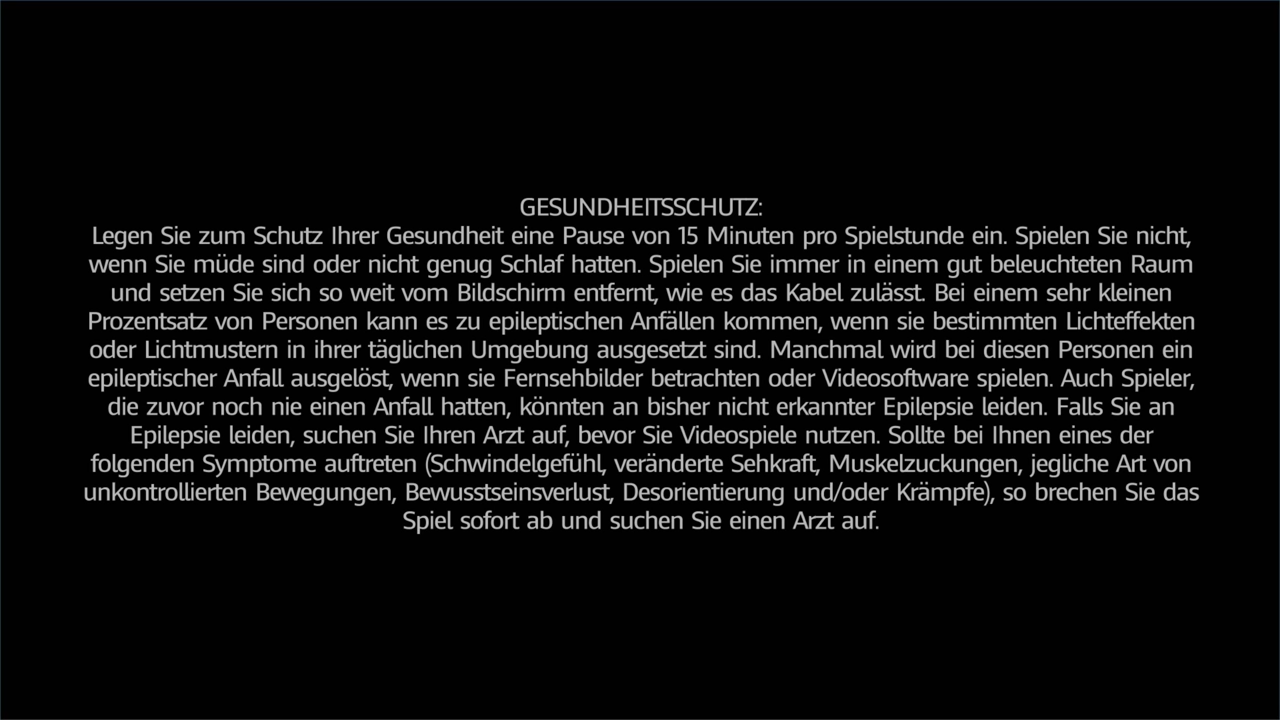 GESUNDHEITSSCHUTZ:
Legen Sie zum Schutz Ihrer Gesundheit eine Pause von 15 Minuten pro Spielstunde ein. Spielen Sie nicht,
wenn Sie müde sind oder nicht genug Schlaf hatten. Spielen Sie immer in einem gut beleuchteten Raum
und setzen Sie sich so weit vom Bildschirm entfernt, wie es das Kabel zulässt. Bei einem sehr kleinen
Prozentsatz von Personen kann es zu epileptischen Anfällen kommen, wenn sie bestimmten Lichteffekten
oder Lichtmustern in ihrer täglichen Umgebung ausgesetzt sind. Manchmal wird bei diesen Personen ein
epileptischer Anfall ausgelöst, wenn sie Fernsehbilder betrachten oder Videosoftware spielen. Auch Spieler,
die zuvor noch nie einen Anfall hatten, könnten an bisher nicht erkannter Epilepsie leiden. Falls Sie an
Epilepsie leiden, suchen Sie Ihren Arzt auf, bevor Sie Videospiele nutzen. Sollte bei Ihnen eines der
folgenden Symptome auftreten (Schwindelgefühl, veränderte Sehkraft, Muskelzuckungen, jegliche Art von
unkontrollierten Bewegungen, Bewusstseinsverlust, Desorientierung und/oder Krämpfe), so brechen Sie das
Spiel sofort ab und suchen Sie einen Arzt auf.